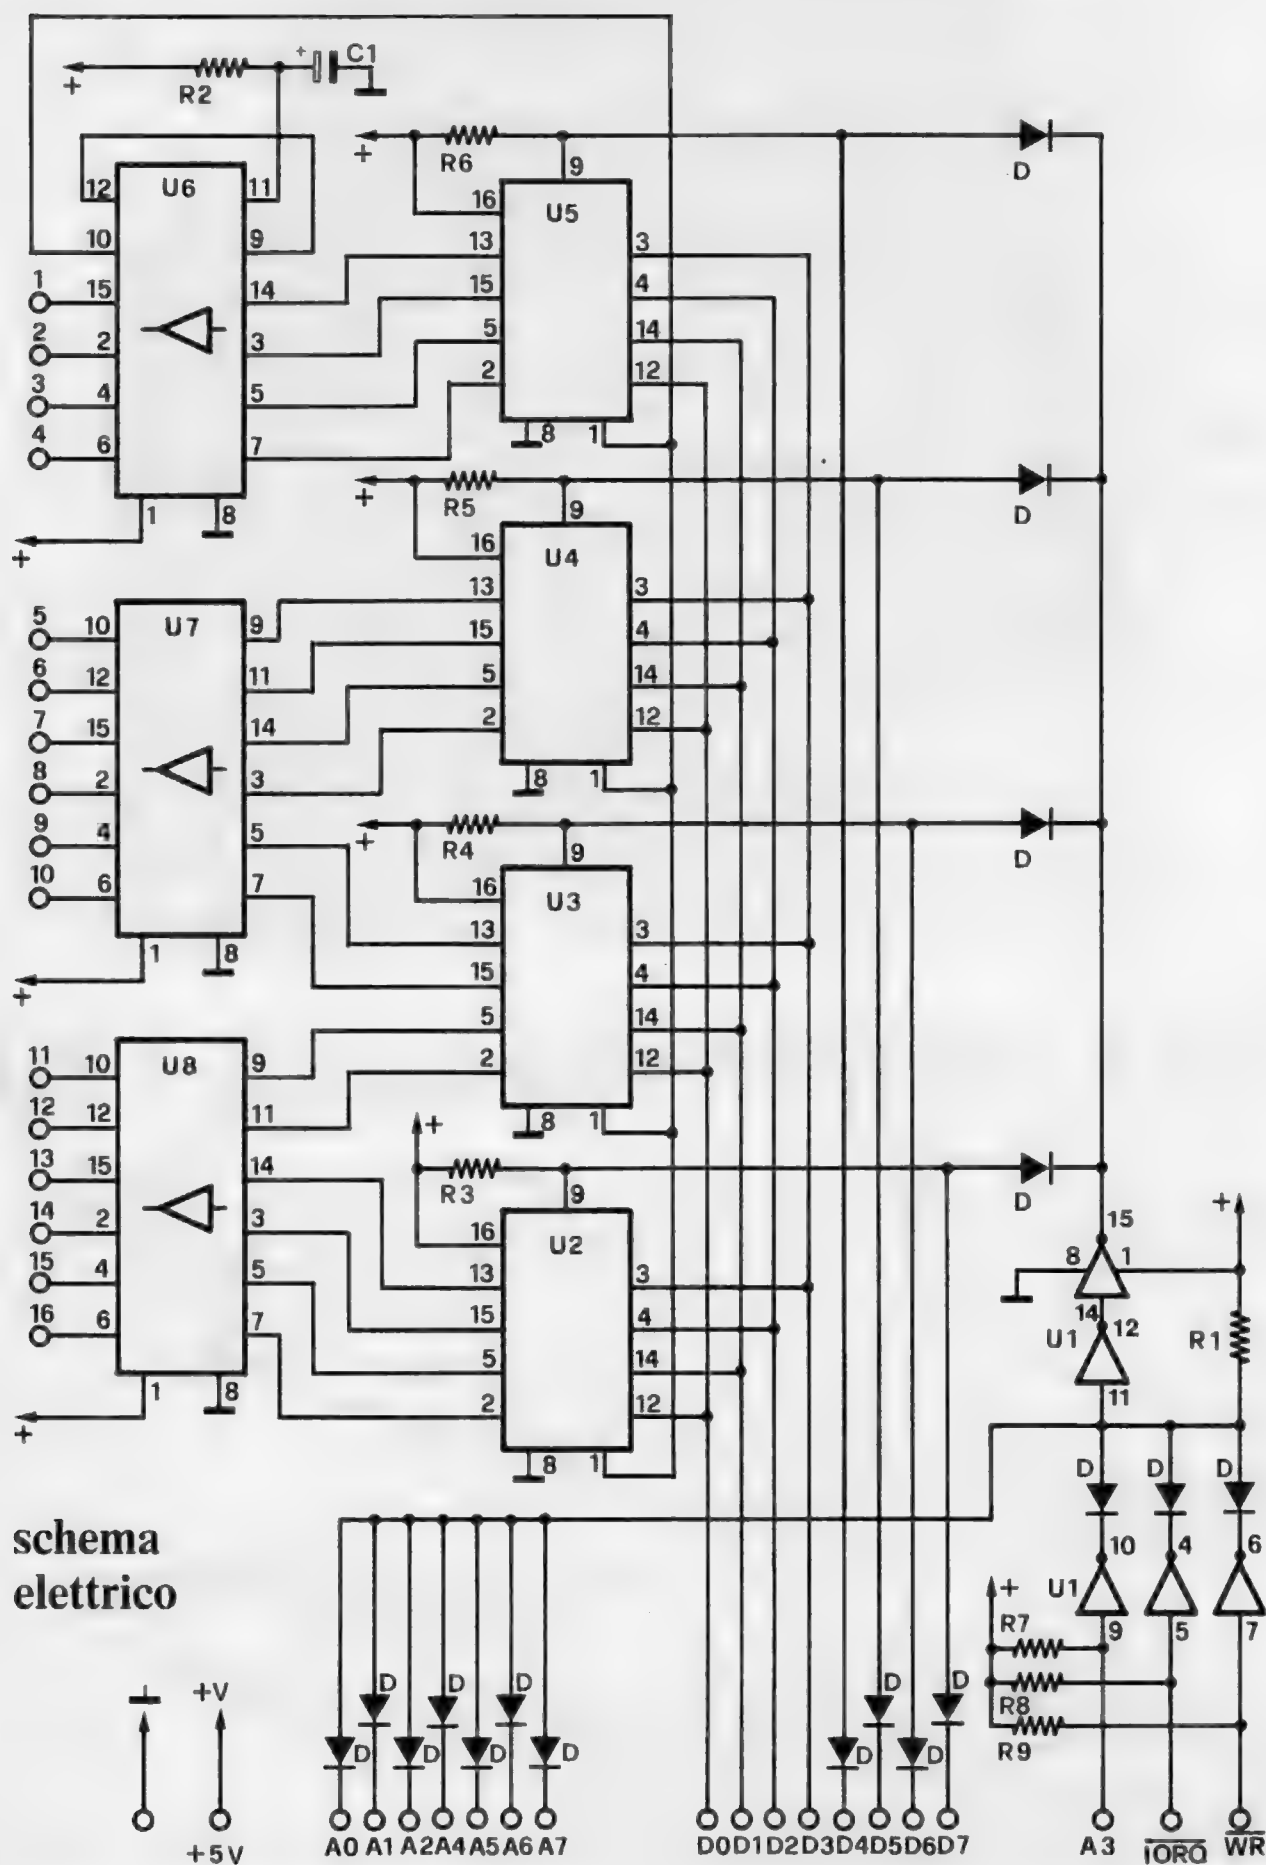 + R2 + C1
+ R6 D
12 U6 11 16 9 U5
10 9 13 3
1 15 14 15 4
2 2 3 5 14
3 4 5 2 12
4 6 7 8 1
1 8 + R5 D
+ 16 9 U4
5 10 U7 9 13 3
6 12 11 15 4
7 15 14 5 14
8 2 3 2 12
9 4 5 8 1
10 6 7 + R4 D
1 8 16 9 U3
+ 13 3
15 4
11 10 U8 9 5 14
12 12 11 2 12
13 15 14 8 1
14 2 3 + R3 D
15 4 5 16 9 U2
16 6 7 13 3
1 8 15 4
+ 5 14
2 12
8 1
15 +
8 1
14 12
U1 R1
11
D D D
10 4 6
U1
9 5 7
+
R7
R8
R9
schema
elettrico
+V
D D D D D D D
D D D D
+5V A0 A1 A2 A4 A5 A6 A7 D0 D1 D2 D3 D4 D5 D6 D7 A3 IORQ WR